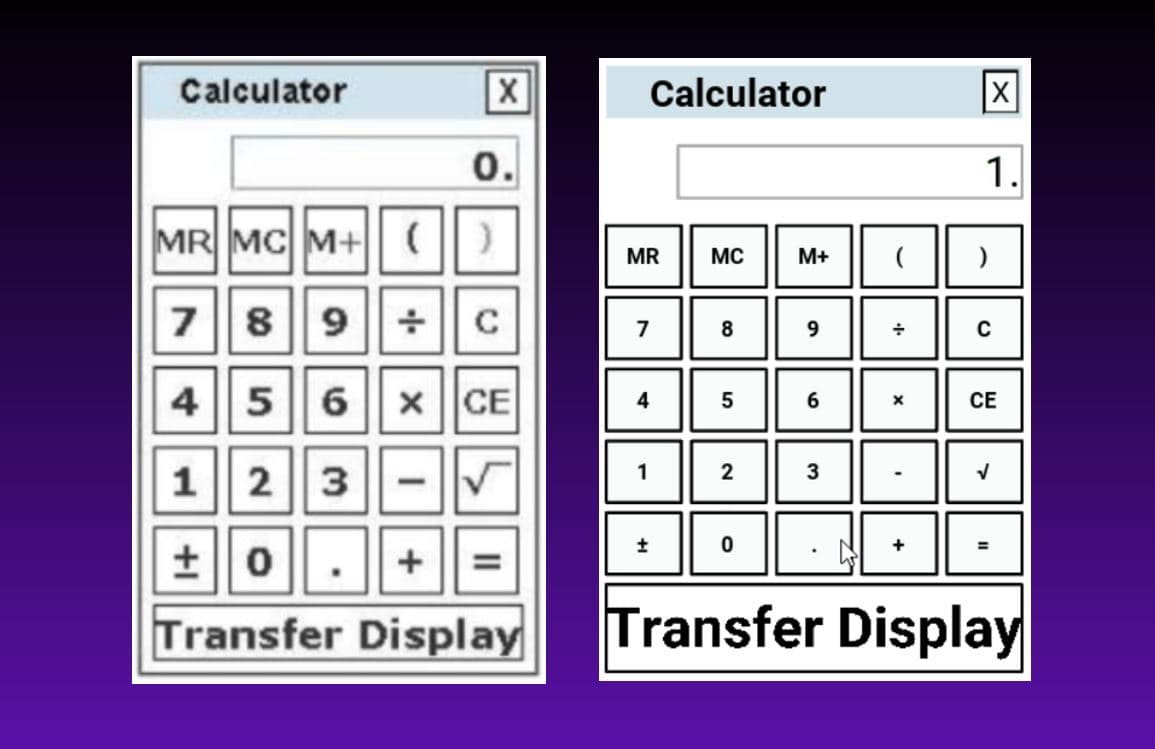 Calculator X
0.
MR MC M+ ( )
7 8 9 ÷ C
4 5 6 × CE
1 2 3 − √
± 0 . + =
Transfer Display
Calculator X
1.
MR MC M+ ( )
7 8 9 ÷ C
4 5 6 × CE
1 2 3 - √
± 0 . + =
Transfer Display